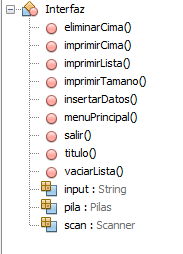 Interfaz
eliminarCima()
imprimirCima()
imprimirLista()
imprimirTamano()
insertarDatos()
menuPrincipal()
salir()
titulo()
vaciarLista()
input : String
pila : Pilas
scan : Scanner